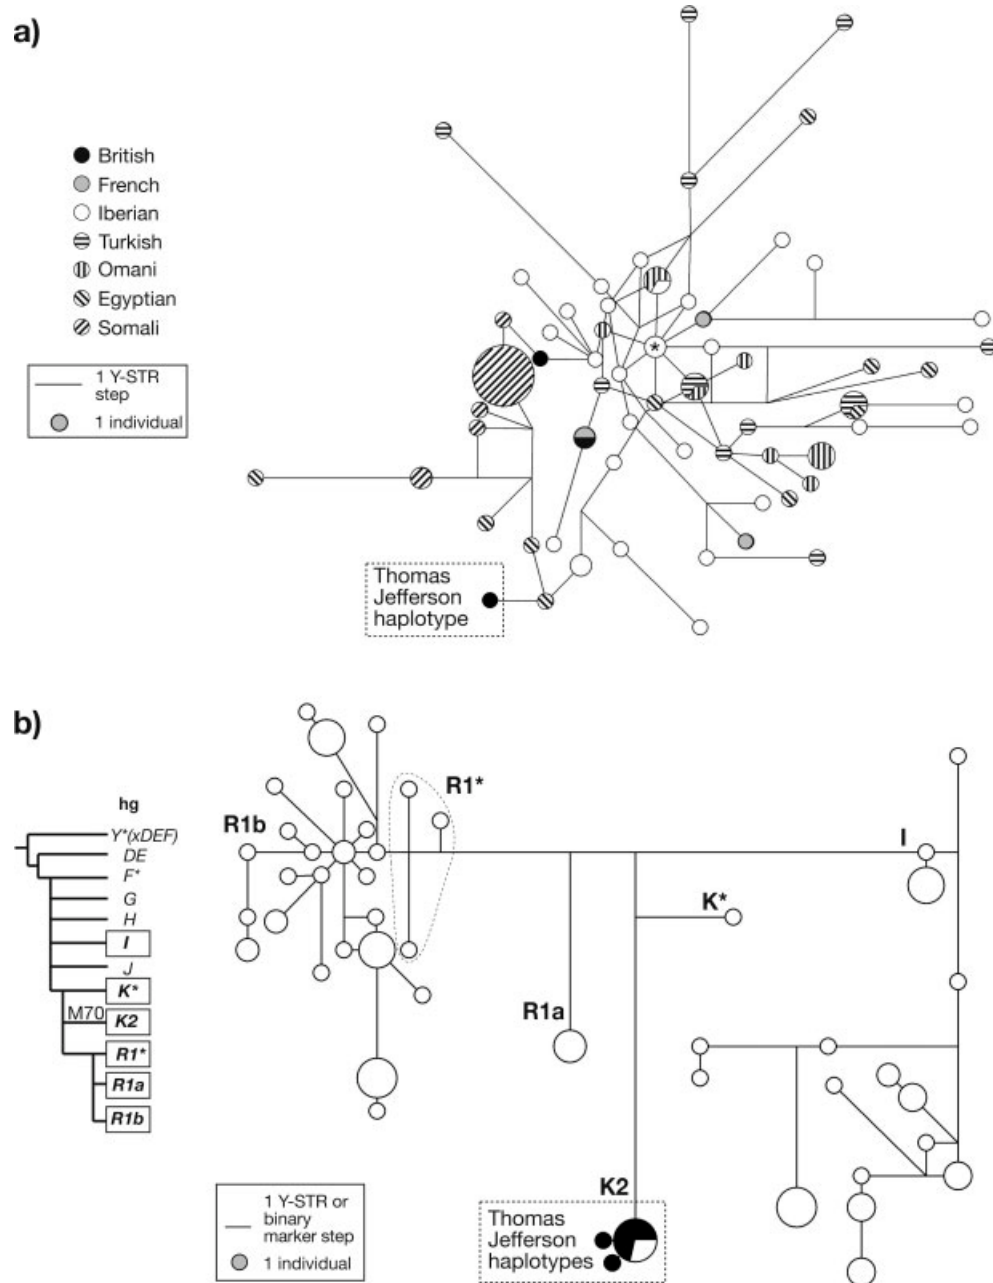 a)
British
French
Iberian
Turkish
Omani
Egyptian
Somali
1 Y-STR
step
1 individual
*
Thomas
Jefferson
haplotype
b)
hg
Y*(xDEF)
DE
F*
G
H
I
J
K*
M70
K2
R1*
R1a
R1b
R1b
R1*
I
K*
R1a
K2
1 Y-STR or
binary
marker step
1 individual
Thomas
Jefferson
haplotypes